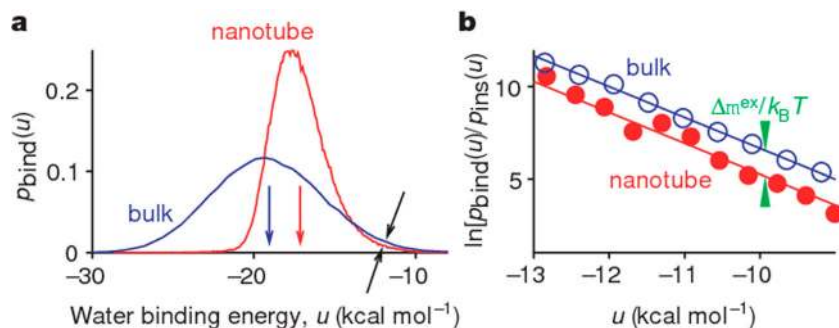 a
nanotube
0.2
0.1
0
p_bind(u)
bulk
−30
−20
−10
Water binding energy, u (kcal mol⁻¹)
b
10
5
ln[p_bind(u)/p_ins(u)]
bulk
Δm^ex/k_BT
nanotube
−13
−12
−11
−10
u (kcal mol⁻¹)